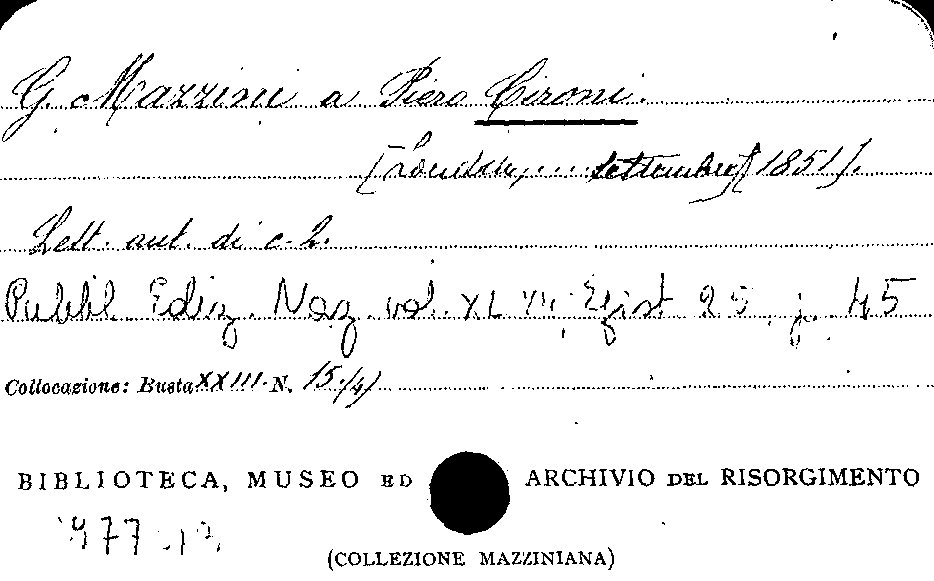 G. Mazzini a Piero Cironi.
[Londra, ... settembre] [1851].
Lett. aut. di c. 2.
Pubbl. Ediz. Naz. vol. XLVII. Epist. 25, p. 45
Collocazione: Busta XXIII. N. 15/4)
BIBLIOTECA, MUSEO ED ARCHIVIO DEL RISORGIMENTO
(COLLEZIONE MAZZINIANA)